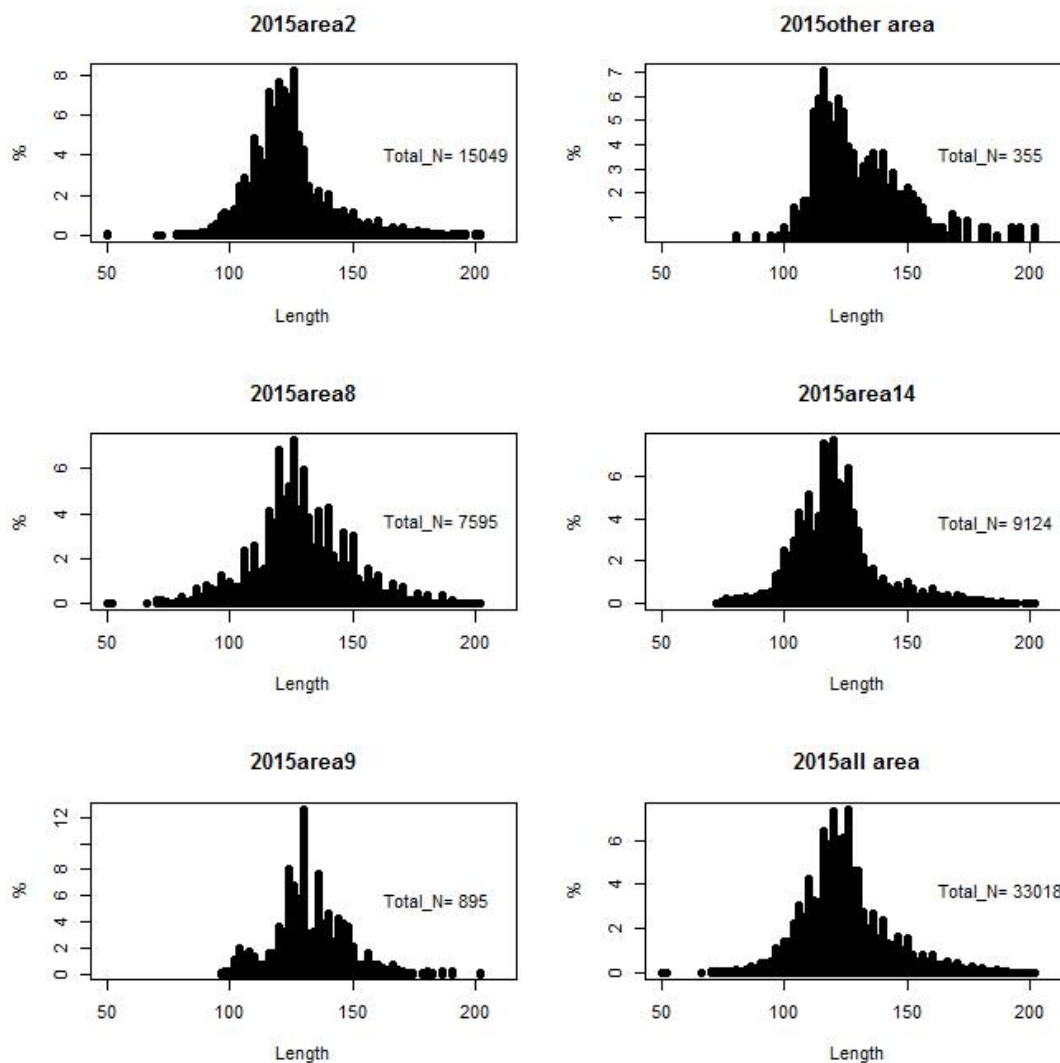 2015area2
8
6
4
2
0
%
Total_N= 15049
50 100 150 200
Length
2015other area
7
6
5
4
3
2
1
%
Total_N= 355
50 100 150 200
Length
2015area8
6
4
2
0
%
Total_N= 7595
50 100 150 200
Length
2015area14
6
4
2
0
%
Total_N= 9124
50 100 150 200
Length
2015area9
12
8
6
4
2
0
%
Total_N= 895
50 100 150 200
Length
2015all area
6
4
2
0
%
Total_N= 33018
50 100 150 200
Length